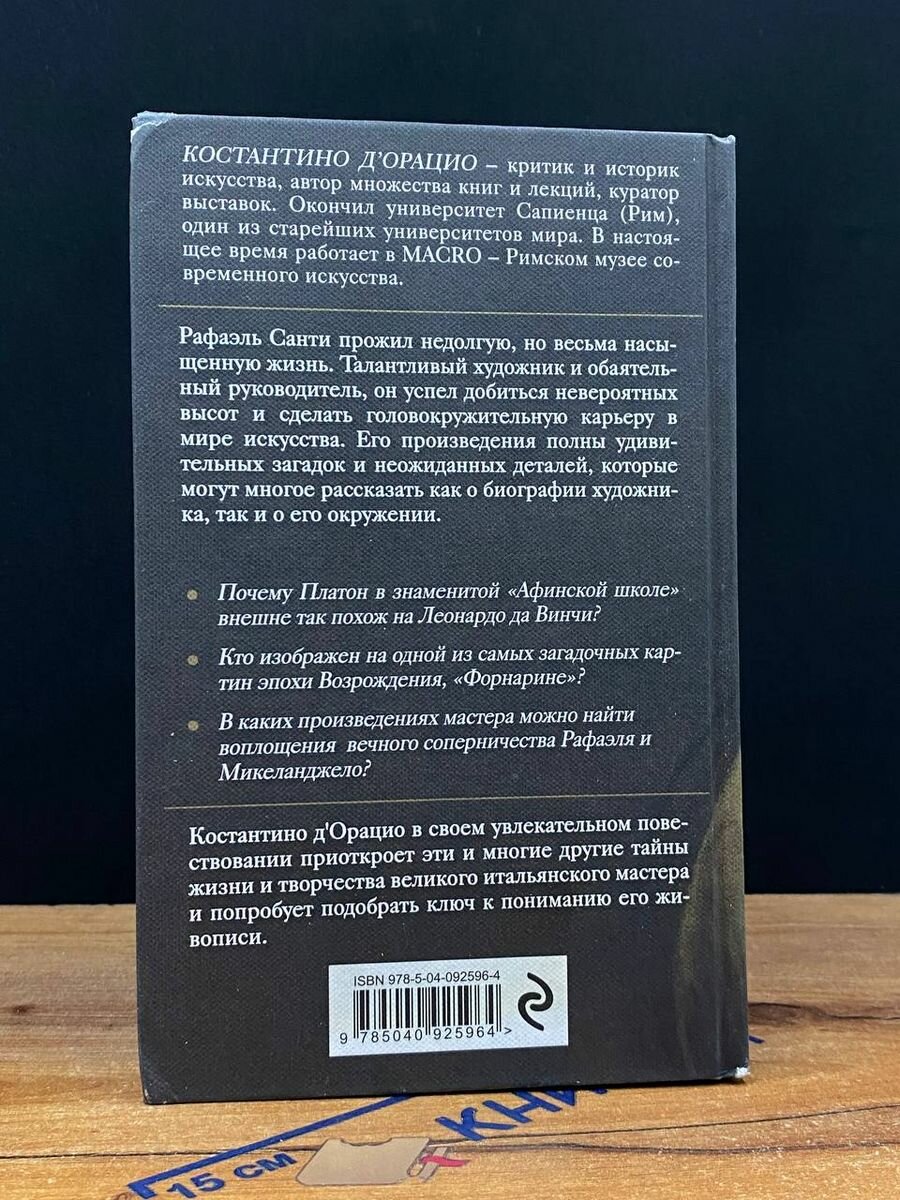 КОСТАНТИНО Д'ОРАЦИО – критик и историк
искусства, автор множества книг и лекций, куратор
выставок. Окончил университет Сапиенца (Рим),
один из старейших университетов мира. В настоя-
щее время работает в MACRO – Римском музее со-
временного искусства.
Рафаэль Санти прожил недолгую, но весьма насы-
щенную жизнь. Талантливый художник и обаятель-
ный руководитель, он успел добиться невероятных
высот и сделать головокружительную карьеру в
мире искусства. Его произведения полны удиви-
тельных загадок и неожиданных деталей, которые
могут многое рассказать как о биографии художни-
ка, так и о его окружении.
• Почему Платон в знаменитой «Афинской школе»
внешне так похож на Леонардо да Винчи?
• Кто изображен на одной из самых загадочных кар-
тин эпохи Возрождения, «Форнарине»?
• В каких произведениях мастера можно найти
воплощения вечного соперничества Рафаэля и
Микеланджело?
Костантино д'Орацио в своем увлекательном пове-
ствовании приоткроет эти и многие другие тайны
жизни и творчества великого итальянского мастера
и попробует подобрать ключ к пониманию его жи-
вописи.
ISBN 978-5-04-092596-4
9 785040 925964 >
15 см